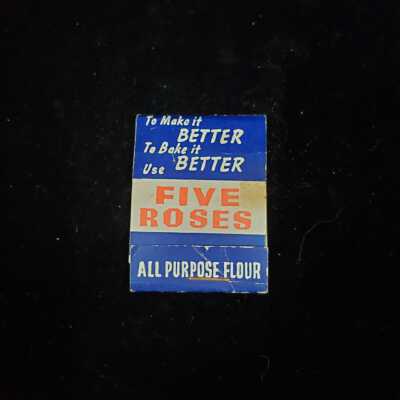 To Make it
BETTER
To Bake it
BETTER
Use
FIVE
ROSES
ALL PURPOSE FLOUR